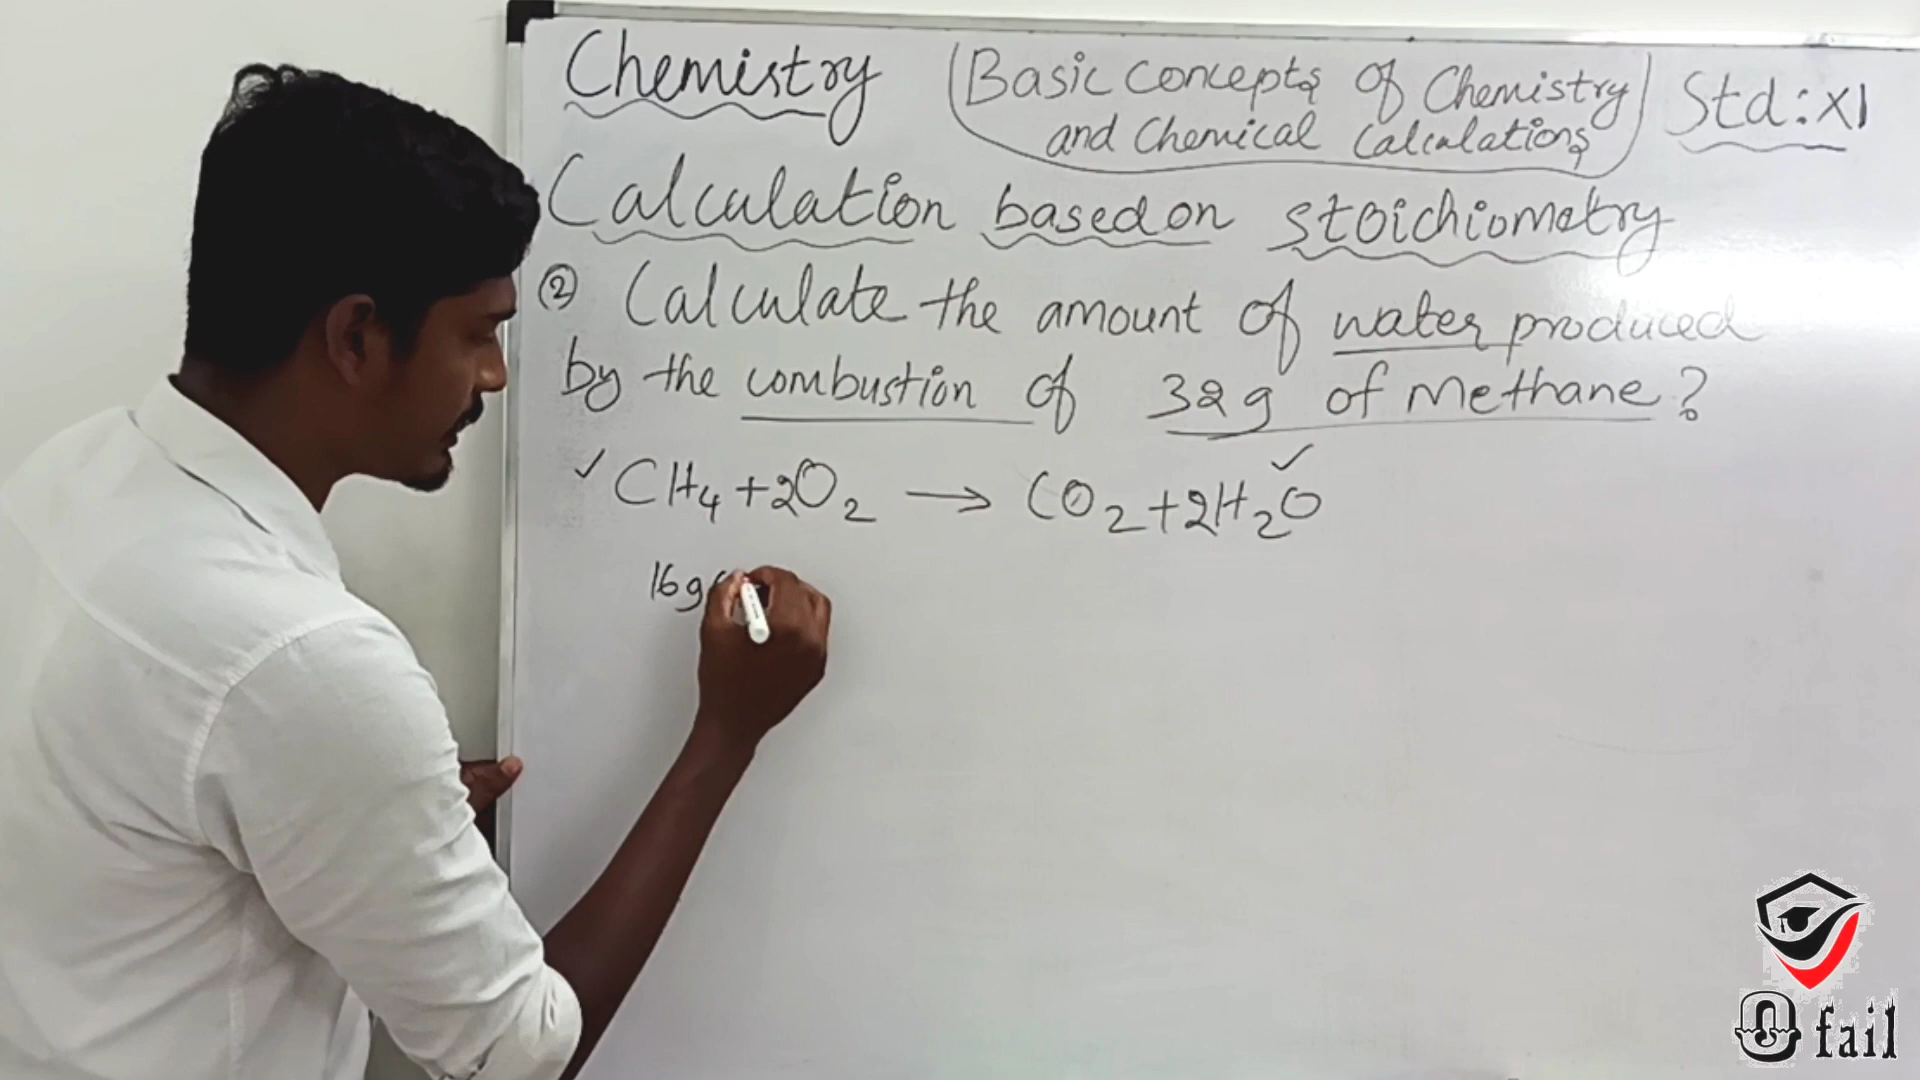 Chemistry (Basic concepts of Chemistry and Chemical Calculations) Std: XI
Calculation based on stoichiometry
② Calculate the amount of water produced
by the combustion of 32g of Methane?
✓ CH₄ + 2O₂ → CO₂ + 2H₂O ✓
16g
0 fail